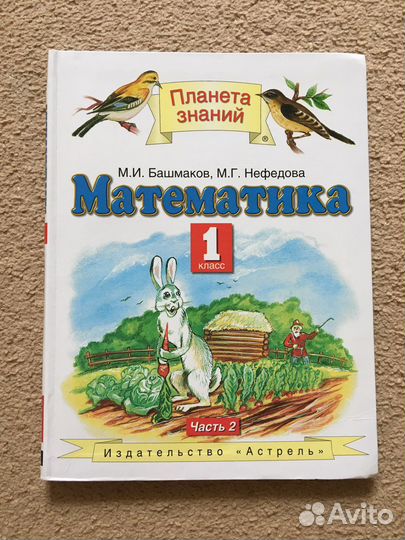 Планета
знаний
®
М.И. Башмаков, М.Г. Нефедова
Математика
1
класс
Часть 2
Издательство «Астрель»
Avito